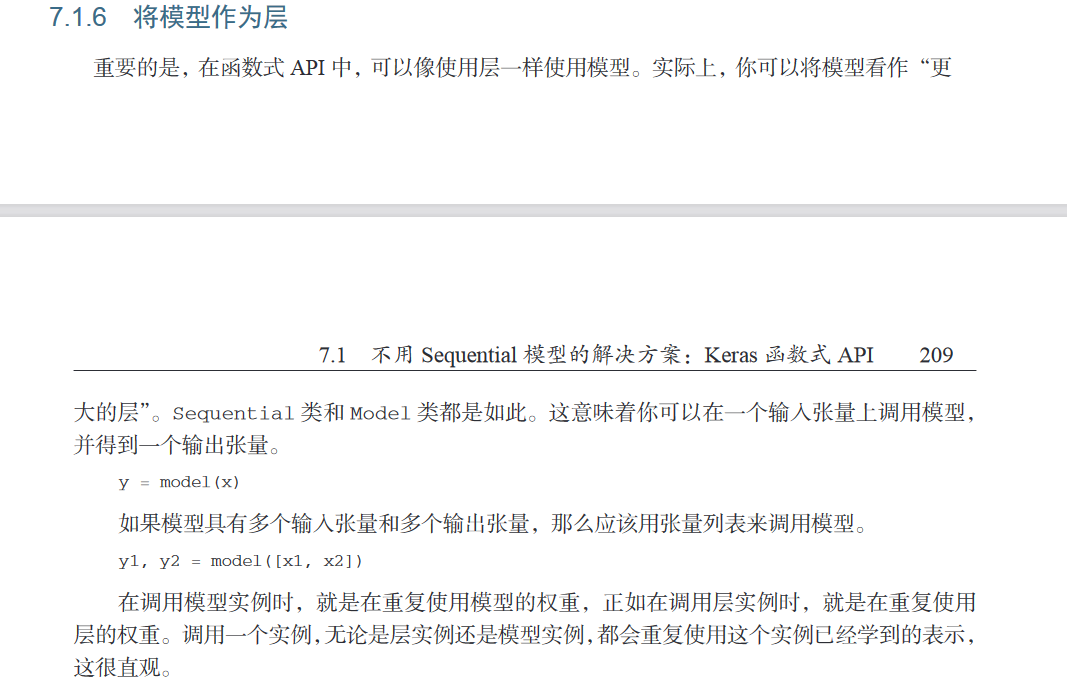 7.1.6 将模型作为层
重要的是，在函数式 API 中，可以像使用层一样使用模型。实际上，你可以将模型看作“更
7.1 不用 Sequential 模型的解决方案：Keras 函数式 API 209
大的层”。Sequential 类和 Model 类都是如此。这意味着你可以在一个输入张量上调用模型，
并得到一个输出张量。
y = model(x)
如果模型具有多个输入张量和多个输出张量，那么应该用张量列表来调用模型。
y1, y2 = model([x1, x2])
在调用模型实例时，就是在重复使用模型的权重，正如在调用层实例时，就是在重复使用
层的权重。调用一个实例，无论是层实例还是模型实例，都会重复使用这个实例已经学到的表示，
这很直观。